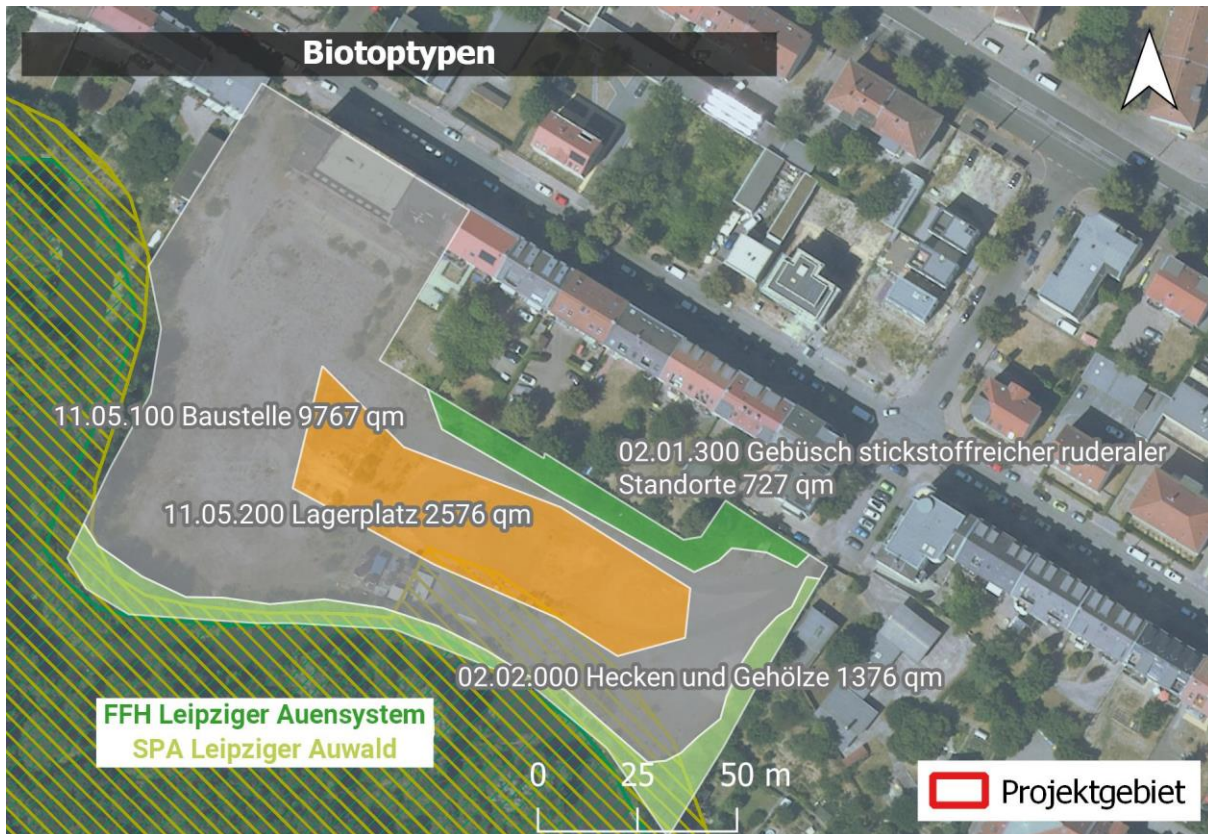 Biotoptypen
11.05.100 Baustelle 9767 qm
02.01.300 Gebüsch stickstoffreicher ruderaler
Standorte 727 qm
11.05.200 Lagerplatz 2576 qm
02.02.000 Hecken und Gehölze 1376 qm
FFH Leipziger Auensystem
SPA Leipziger Auwald
0 25 50 m
Projektgebiet